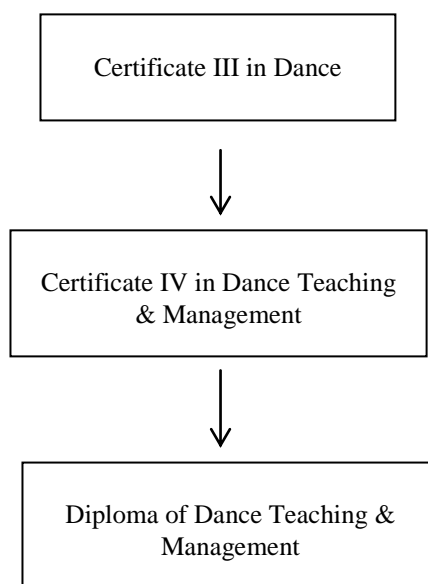 Certificate III in Dance
Certificate IV in Dance Teaching
& Management
Diploma of Dance Teaching &
Management